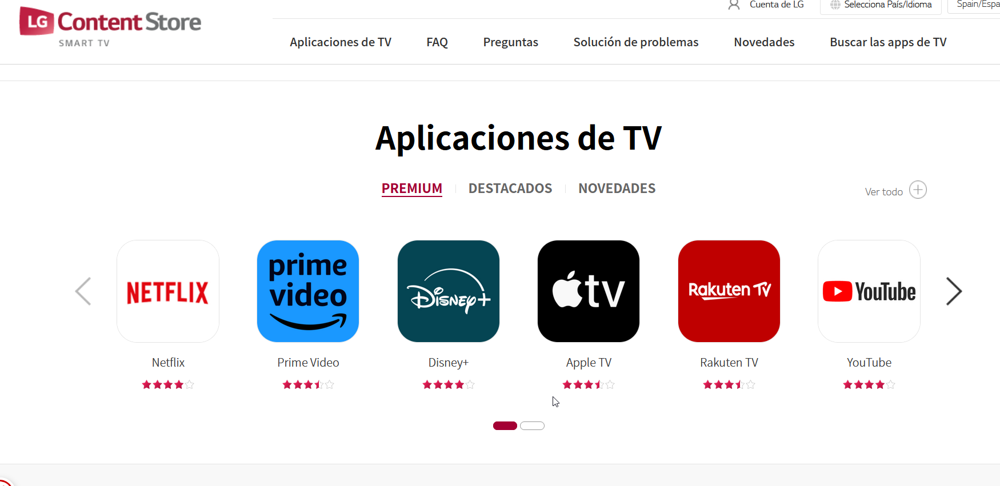 Cuenta de LG
Selecciona País/Idioma
Spain/Espa
LG Content Store
SMART TV
Aplicaciones de TV
FAQ
Preguntas
Solución de problemas
Novedades
Buscar las apps de TV
Aplicaciones de TV
PREMIUM
DESTACADOS
NOVEDADES
Ver todo
NETFLIX
prime
video
Disney+
tv
Rakuten TV
YouTube
Netflix
Prime Video
Disney+
Apple TV
Rakuten TV
YouTube